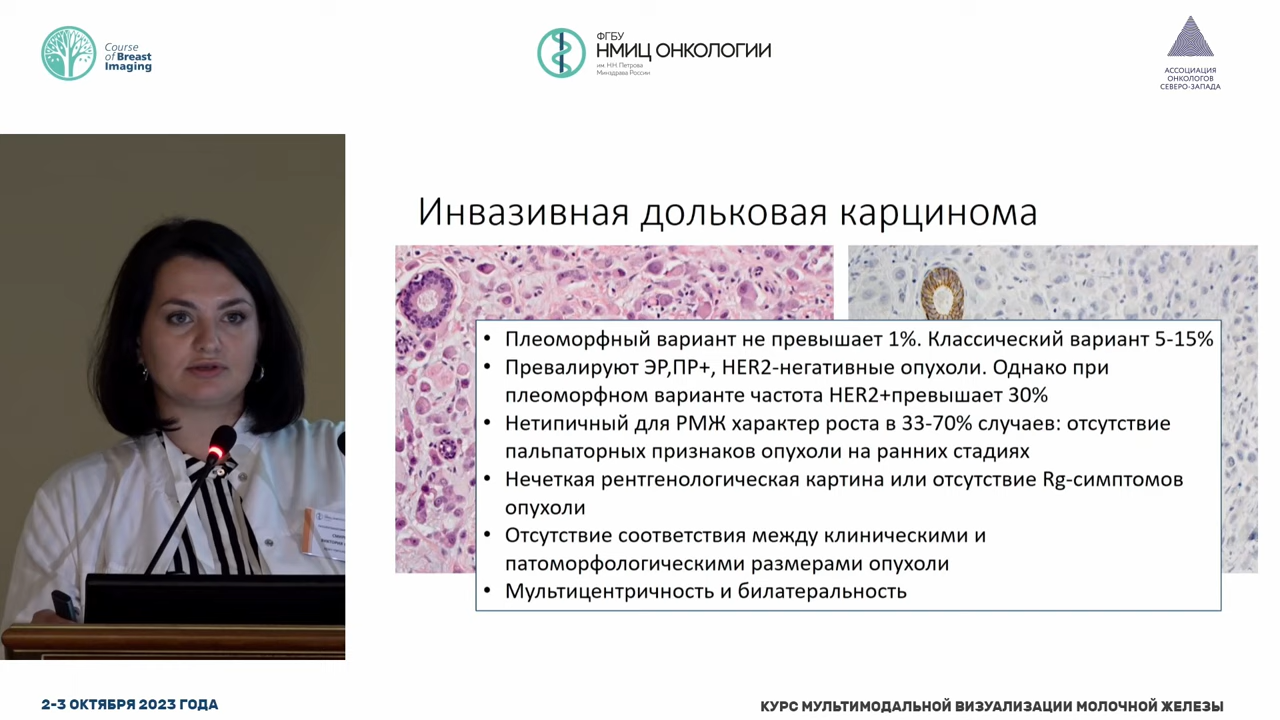 Course
of Breast
Imaging
ФГБУ
НМИЦ ОНКОЛОГИИ
им. Н.Н. Петрова
Минздрава России
АССОЦИАЦИЯ
ОНКОЛОГОВ
СЕВЕРО-ЗАПАДА
Инвазивная дольковая карцинома
• Плеоморфный вариант не превышает 1%. Классический вариант 5-15%
• Превалируют ЭР,ПР+, HER2-негативные опухоли. Однако при
плеоморфном варианте частота HER2+превышает 30%
• Нетипичный для РМЖ характер роста в 33-70% случаев: отсутствие
пальпаторных признаков опухоли на ранних стадиях
• Нечеткая рентгенологическая картина или отсутствие Rg-симптомов
опухоли
• Отсутствие соответствия между клиническими и
патоморфологическими размерами опухоли
• Мультицентричность и билатеральность
2-3 ОКТЯБРЯ 2023 ГОДА
КУРС МУЛЬТИМОДАЛЬНОЙ ВИЗУАЛИЗАЦИИ МОЛОЧНОЙ ЖЕЛЕЗЫ